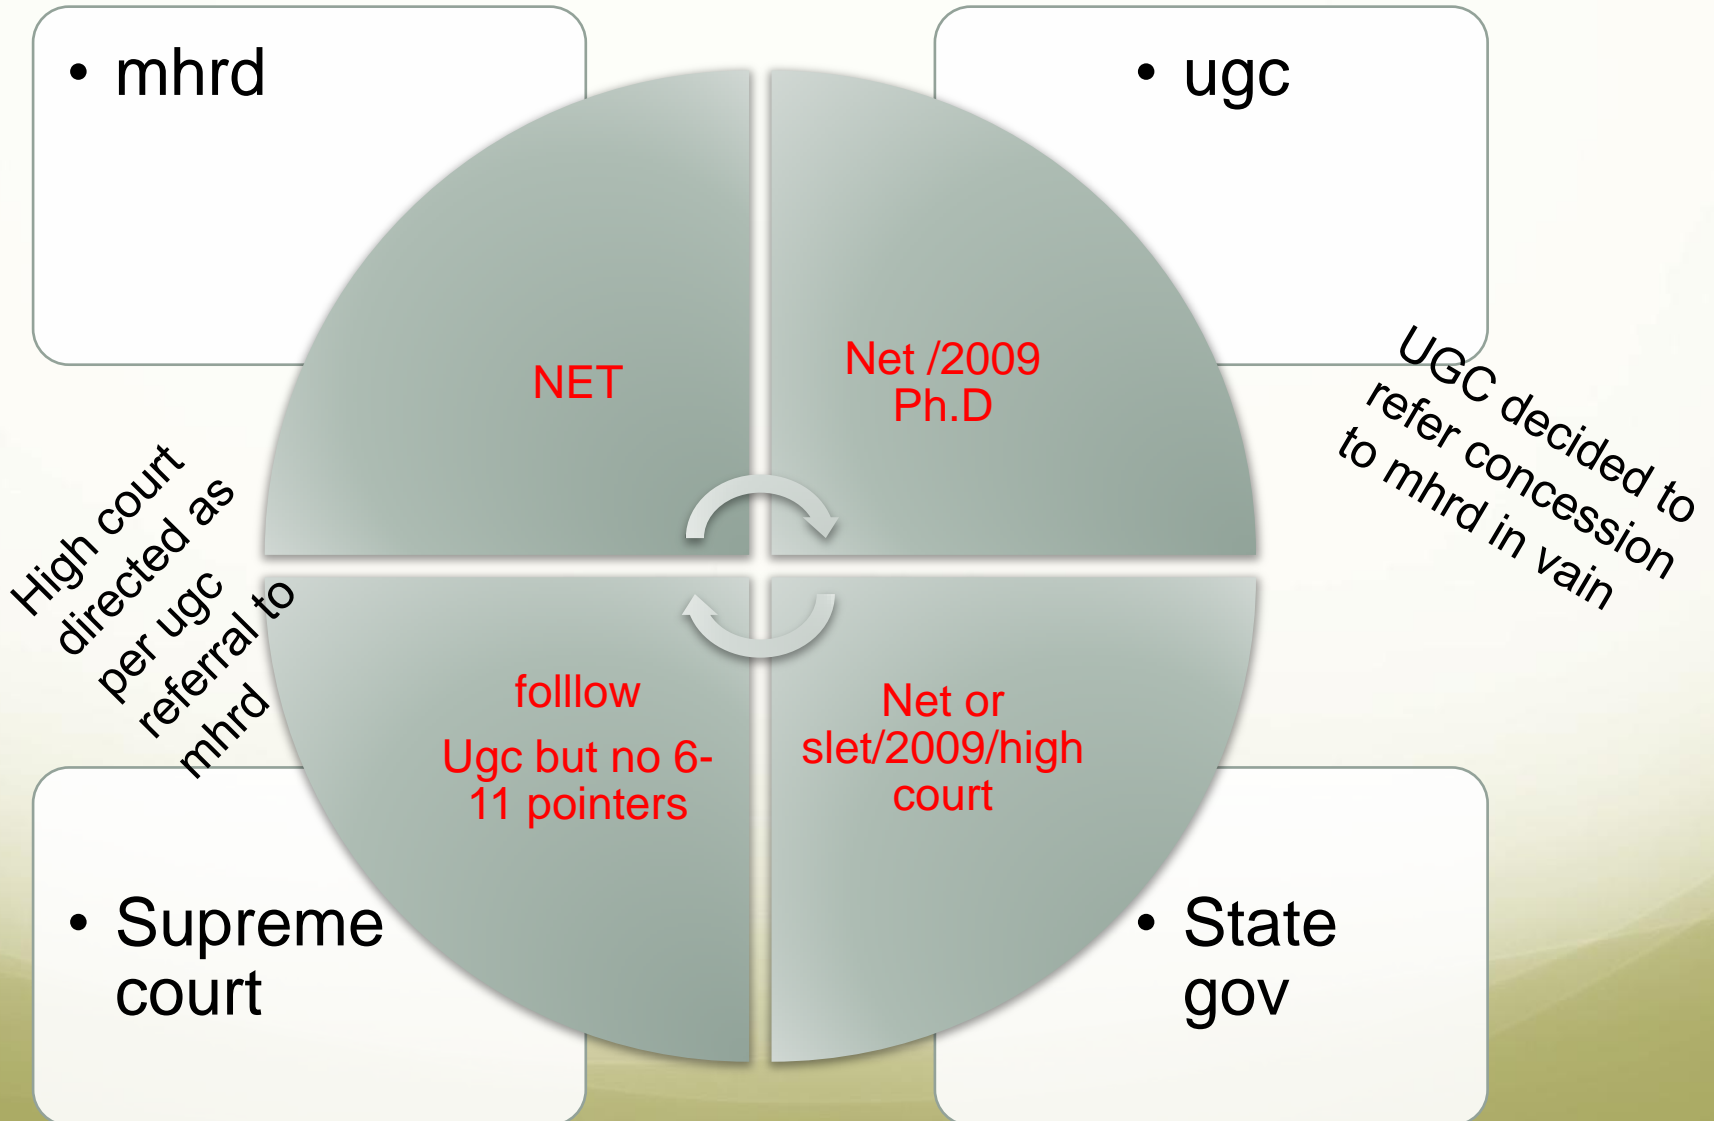 • mhrd
• ugc
NET
Net /2009
Ph.D
UGC decided to
refer concession
to mhrd in vain
High court
directed as
per ugc
referral to
mhrd
folllow
Ugc but no 6-
11 pointers
Net or
slet/2009/high
court
• Supreme
court
• State
gov